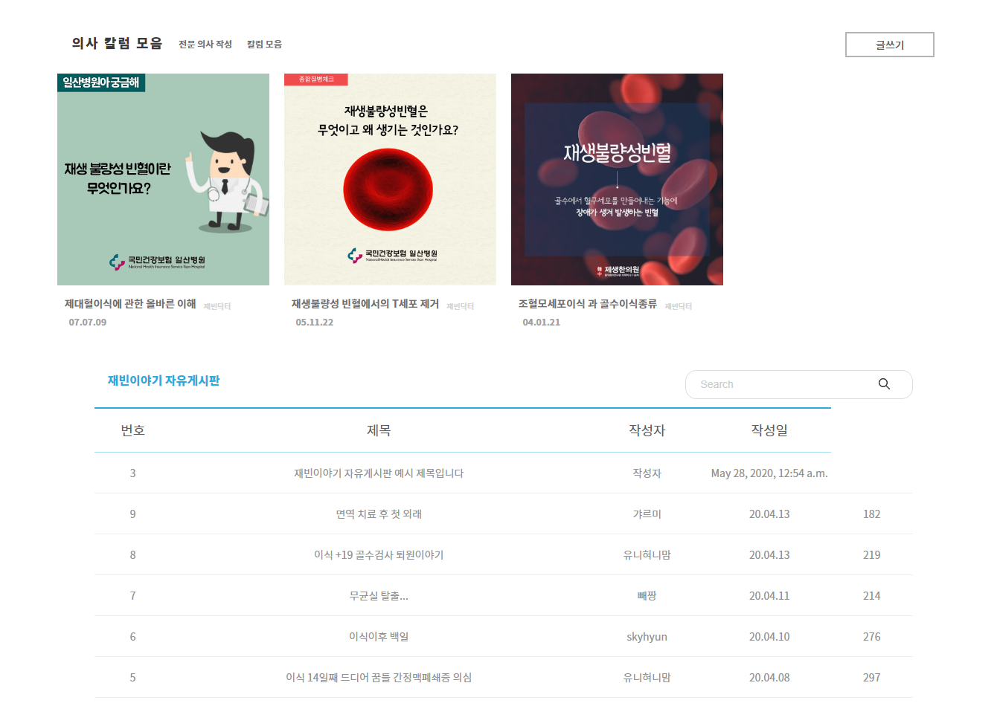 의사 칼럼 모음 전문 의사 작성 칼럼 모음 글쓰기
일산병원아 궁금해
재생 불량성 빈혈이란
무엇인가요?
국민건강보험 일산병원
National Health Insurance Service Ilsan Hospital
종합질병체크
재생불량성빈혈은
무엇이고 왜 생기는 것인가요?
국민건강보험 일산병원
National Health Insurance Service Ilsan Hospital
재생불량성빈혈
골수에서 혈구세포를 만들어내는 기능에
장애가 생겨 발생하는 빈혈
제생한의원
제대혈이식에 관한 올바른 이해 재빈닥터
07.07.09
재생불량성 빈혈에서의 T세포 제거 재빈닥터
05.11.22
조혈모세포이식 과 골수이식종류 재빈닥터
04.01.21
재빈이야기 자유게시판 Search
번호 제목 작성자 작성일
3 재빈이야기 자유게시판 예시 제목입니다 작성자 May 28, 2020, 12:54 a.m.
9 면역 치료 후 첫 외래 갸르미 20.04.13 182
8 이식 +19 골수검사 퇴원이야기 유니혀니맘 20.04.13 219
7 무균실 탈출... 빼짱 20.04.11 214
6 이식이후 백일 skyhyun 20.04.10 276
5 이식 14일째 드디어 꿈틀 간정맥폐쇄증 의심 유니혀니맘 20.04.08 297